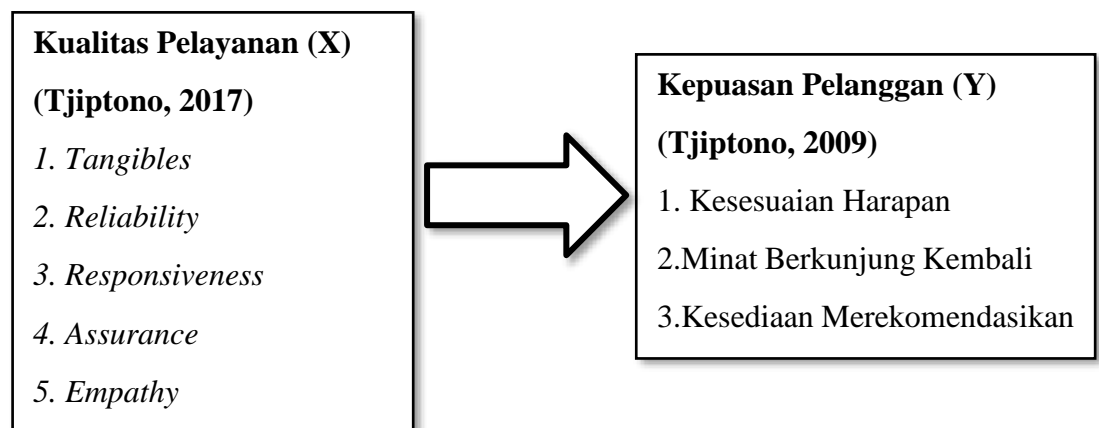 Kualitas Pelayanan (X)
(Tjiptono, 2017)
1. Tangibles
2. Reliability
3. Responsiveness
4. Assurance
5. Empathy
Kepuasan Pelanggan (Y)
(Tjiptono, 2009)
1. Kesesuaian Harapan
2.Minat Berkunjung Kembali
3.Kesediaan Merekomendasikan